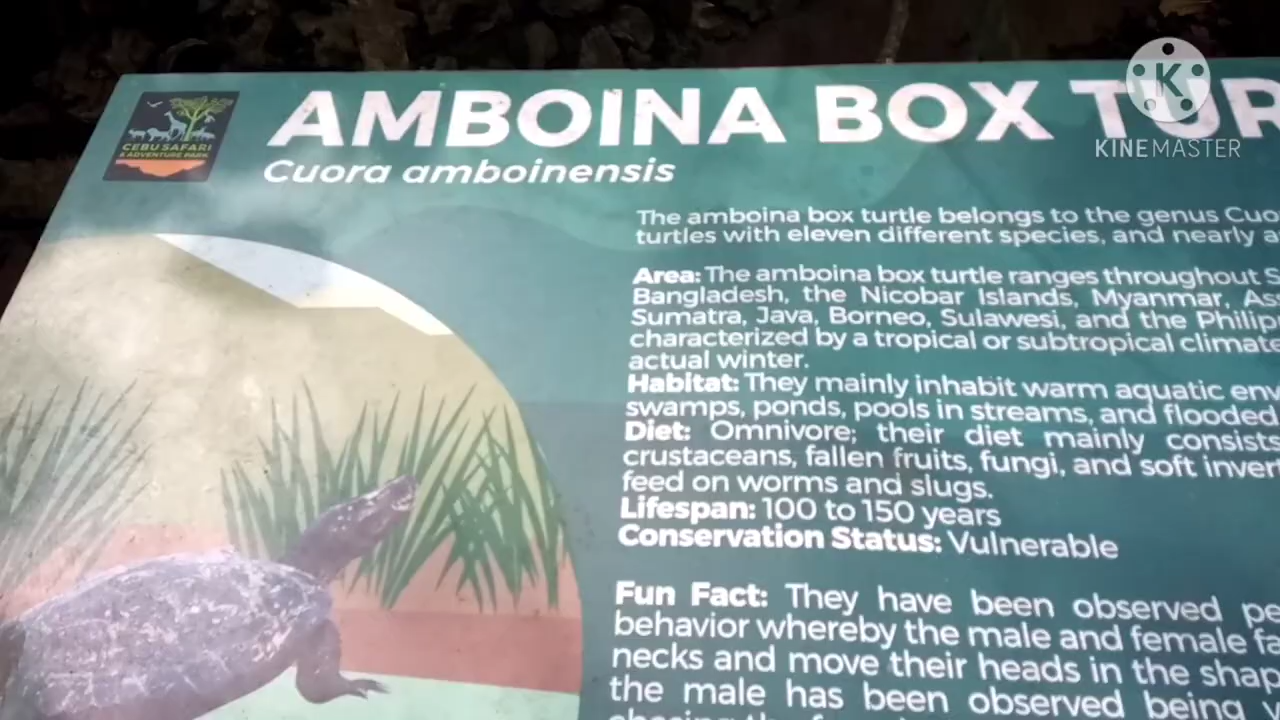 AMBOINA BOX TUR
Cuora amboinensis
CEBU SAFARI
& ADVENTURE PARK
K
KINEMASTER
The amboina box turtle belongs to the genus Cuo
turtles with eleven different species, and nearly a
Area: The amboina box turtle ranges throughout S
Bangladesh, the Nicobar Islands, Myanmar, Ass
Sumatra, Java, Borneo, Sulawesi, and the Philipp
characterized by a tropical or subtropical climate
actual winter.
Habitat: They mainly inhabit warm aquatic env
swamps, ponds, pools in streams, and flooded
Diet: Omnivore; their diet mainly consists
crustaceans, fallen fruits, fungi, and soft invert
feed on worms and slugs.
Lifespan: 100 to 150 years
Conservation Status: Vulnerable
Fun Fact: They have been observed pe
behavior whereby the male and female fa
necks and move their heads in the shap
the male has been observed being v